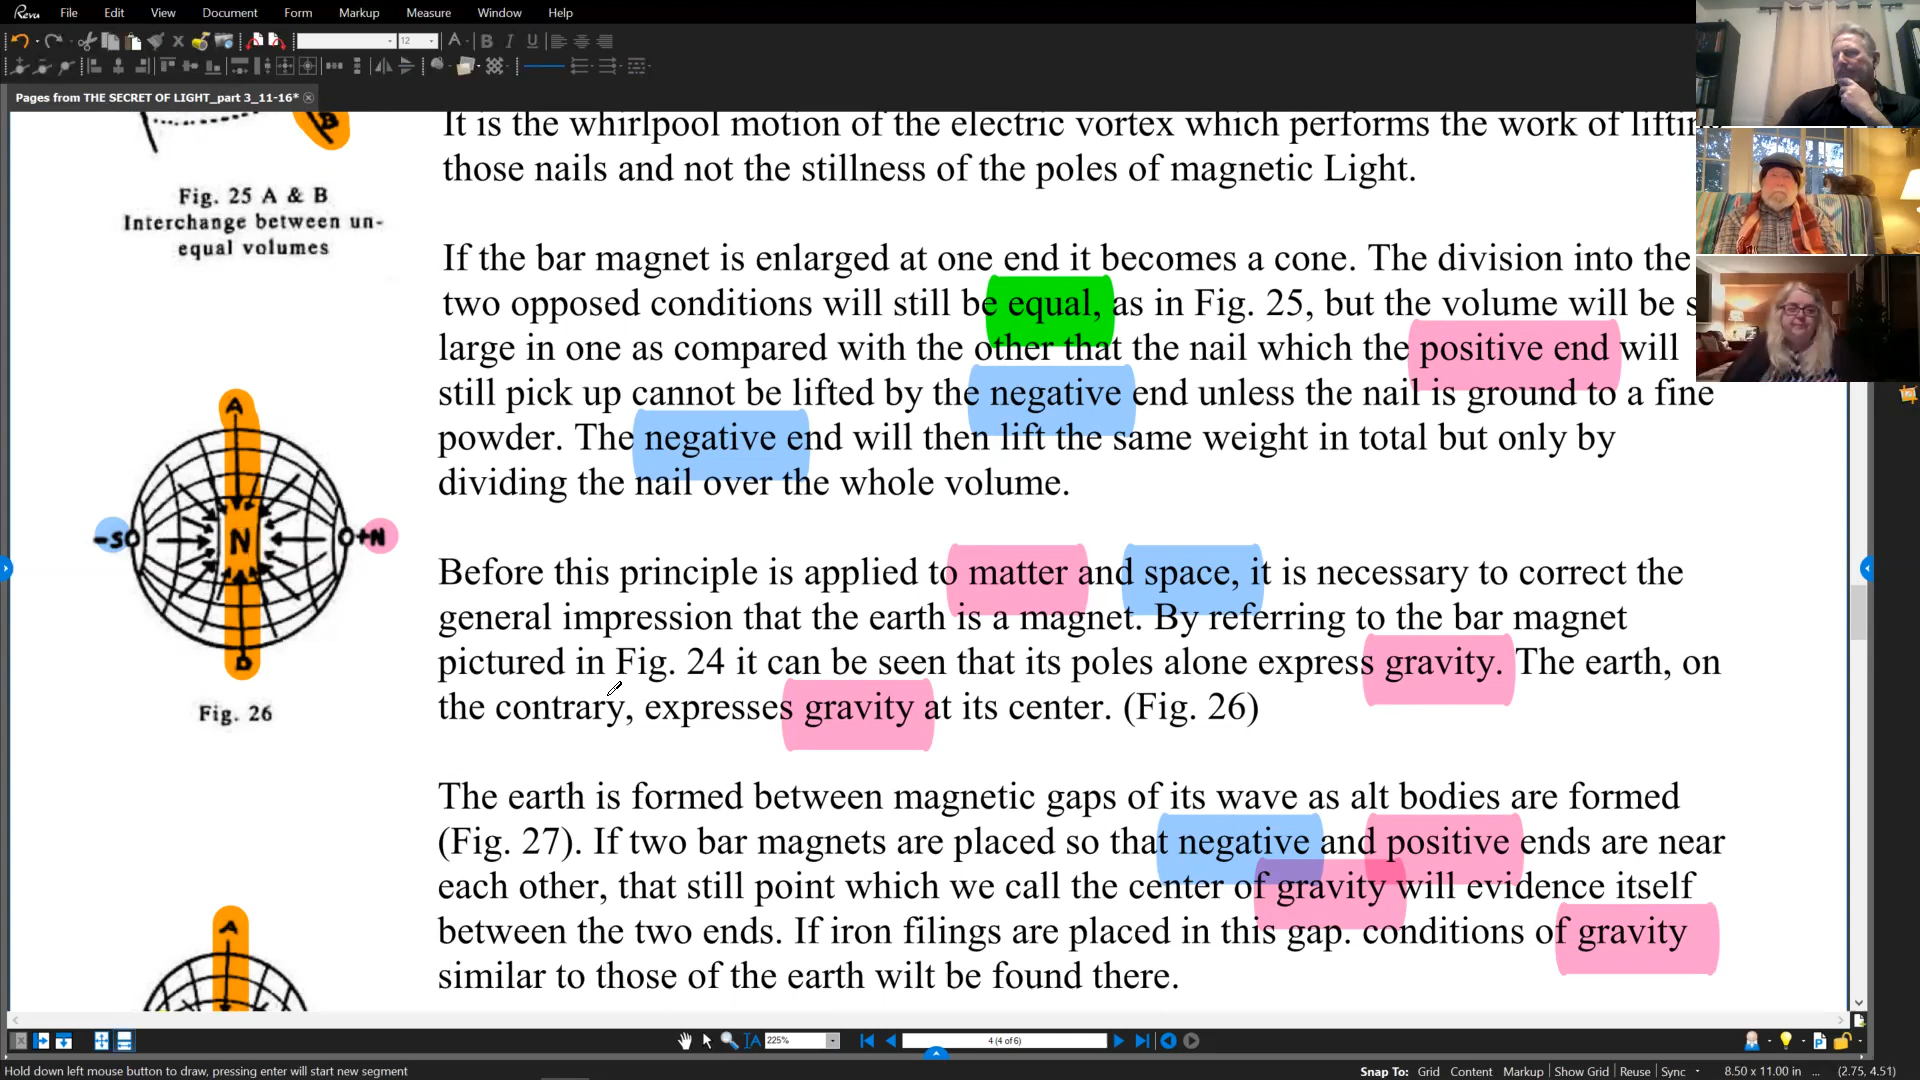 Revu File Edit View Document Form Markup Measure Window Help
12
Pages from THE SECRET OF LIGHT_part 3_11-16*
B
Fig. 25 A & B
Interchange between un-
equal volumes
It is the whirlpool motion of the electric vortex which performs the work of liftin
those nails and not the stillness of the poles of magnetic Light.
If the bar magnet is enlarged at one end it becomes a cone. The division into the
two opposed conditions will still be equal, as in Fig. 25, but the volume will be s
large in one as compared with the other that the nail which the positive end will
still pick up cannot be lifted by the negative end unless the nail is ground to a fine
powder. The negative end will then lift the same weight in total but only by
dividing the nail over the whole volume.
A
-S N +N
D
Fig. 26
Before this principle is applied to matter and space, it is necessary to correct the
general impression that the earth is a magnet. By referring to the bar magnet
pictured in Fig. 24 it can be seen that its poles alone express gravity. The earth, on
the contrary, expresses gravity at its center. (Fig. 26)
The earth is formed between magnetic gaps of its wave as alt bodies are formed
(Fig. 27). If two bar magnets are placed so that negative and positive ends are near
each other, that still point which we call the center of gravity will evidence itself
between the two ends. If iron filings are placed in this gap. conditions of gravity
similar to those of the earth wilt be found there.
A
225%
4 (4 of 6)
Hold down left mouse button to draw, pressing enter will start new segment
Snap To: Grid Content Markup Show Grid Reuse Sync 8.50 x 11.00 in ... (2.75, 4.51)